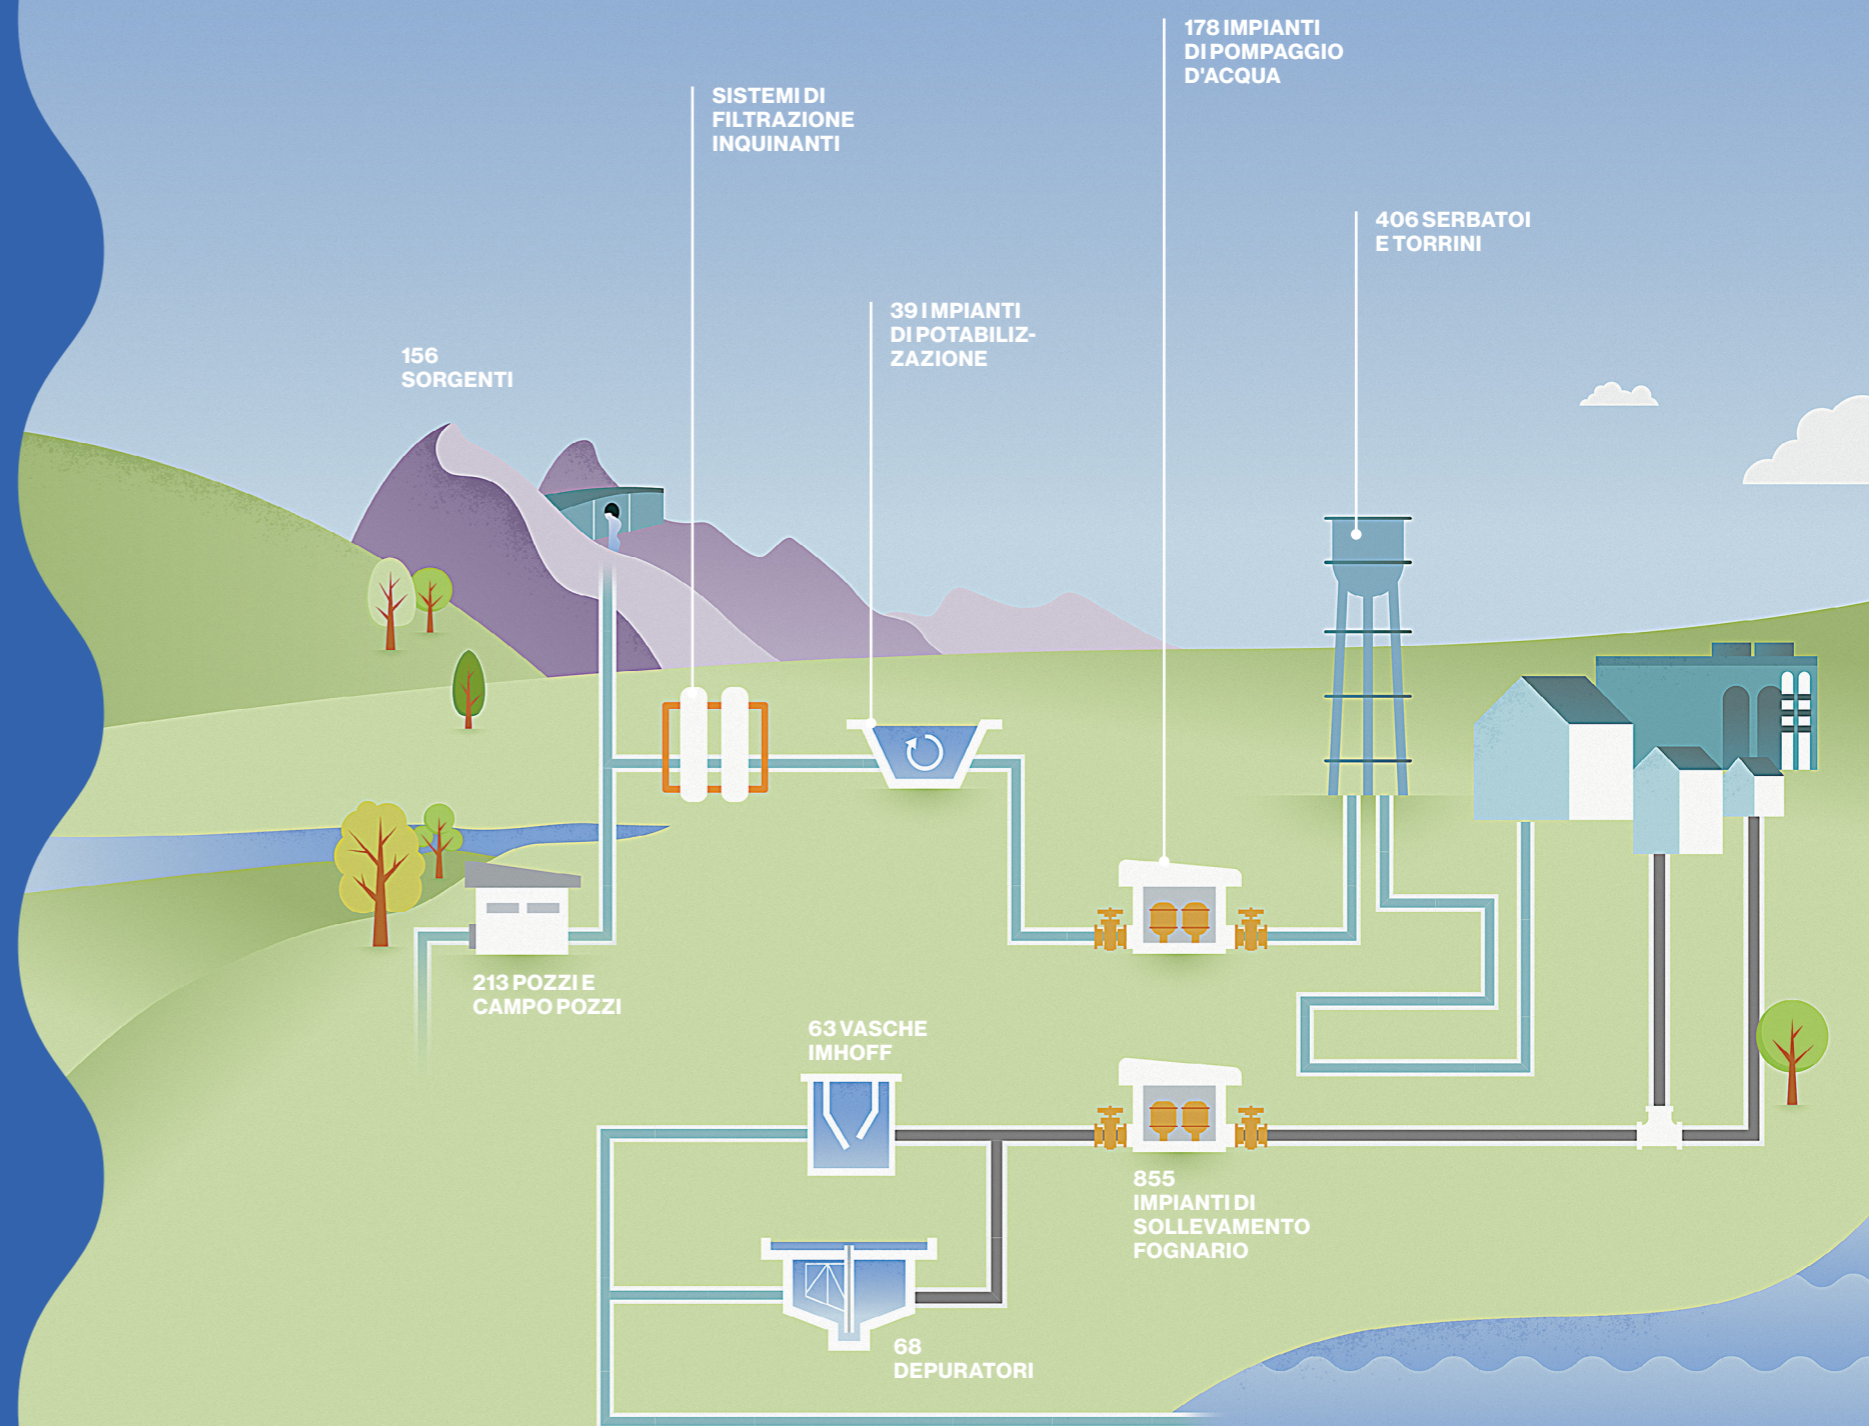 178 IMPIANTI
DI POMPAGGIO
D'ACQUA
SISTEMI DI
FILTRAZIONE
INQUINANTI
406 SERBATOI
E TORRINI
39 IMPIANTI
DI POTABILIZ-
ZAZIONE
156
SORGENTI
213 POZZI E
CAMPO POZZI
63 VASCHE
IMHOFF
855
IMPIANTI DI
SOLLEVAMENTO
FOGNARIO
68
DEPURATORI